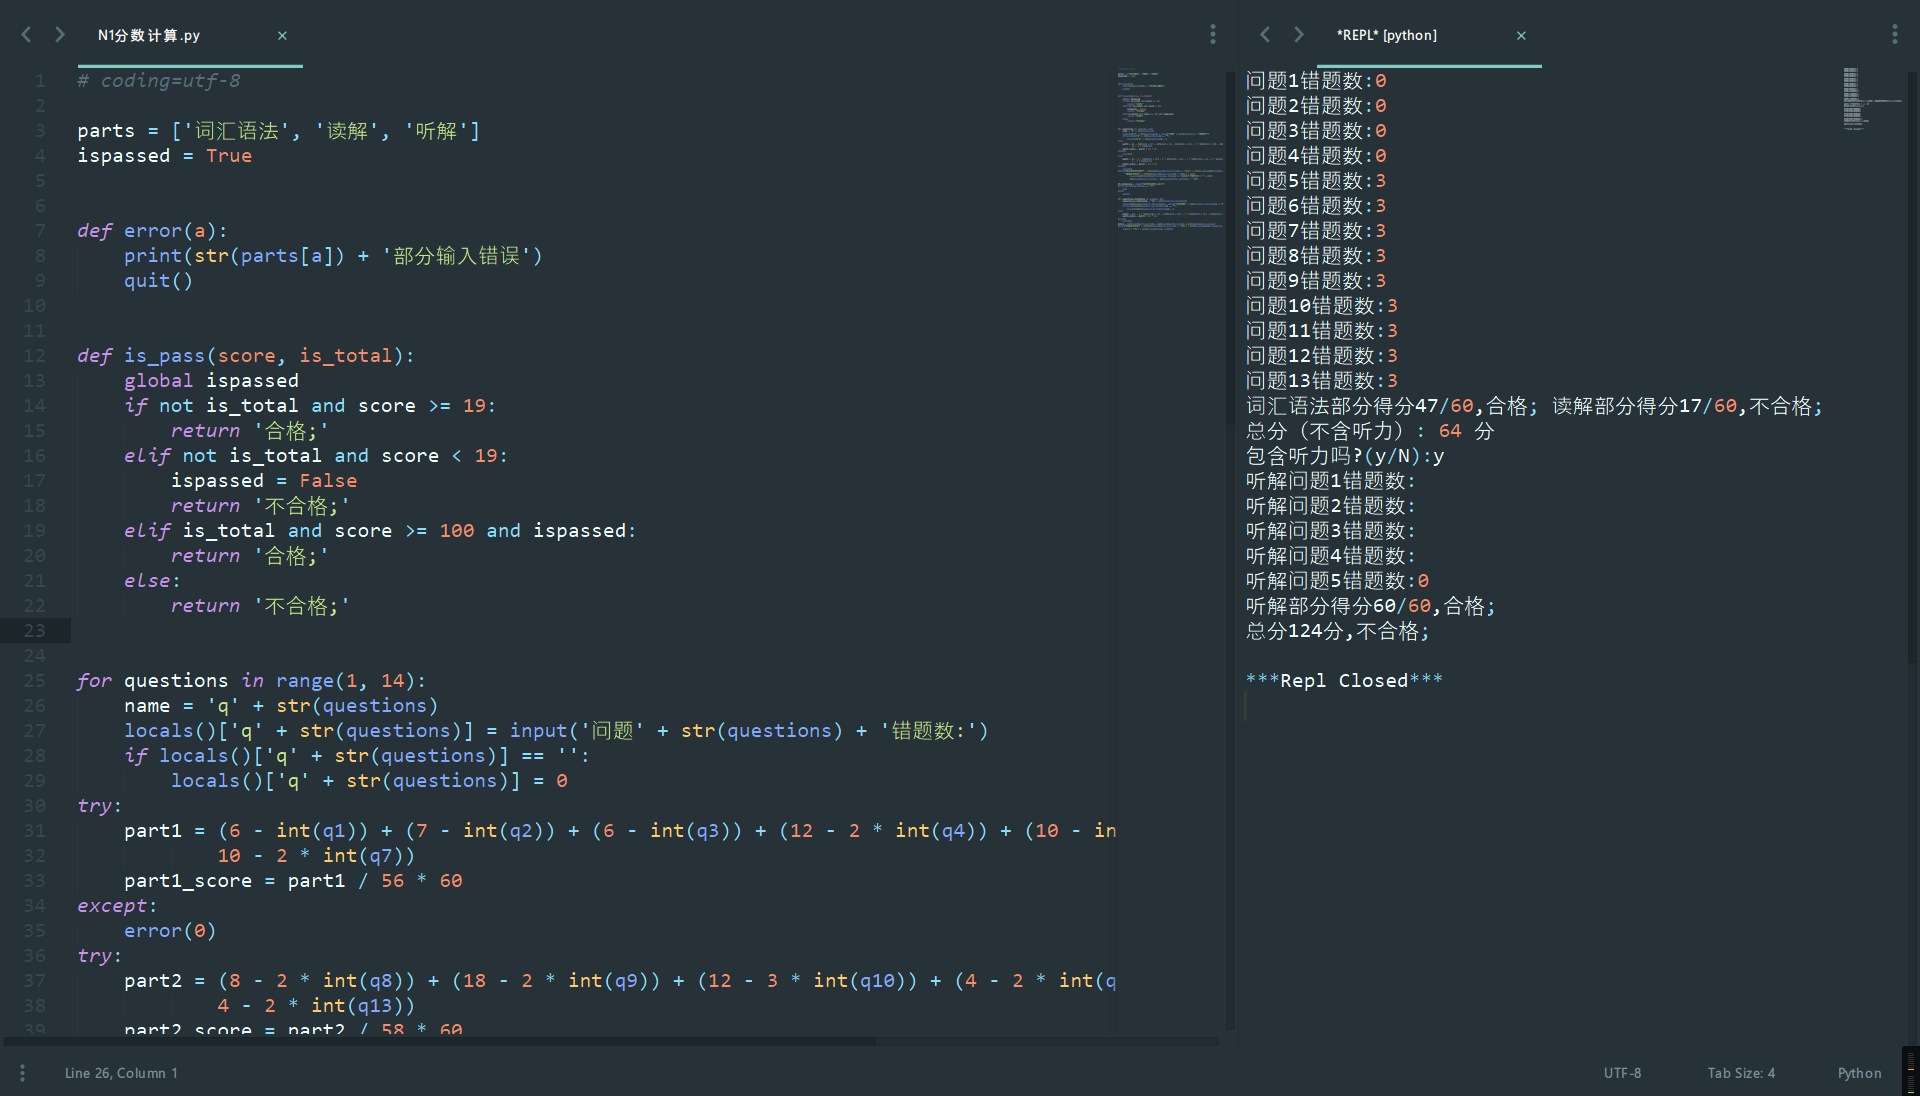 N1分数计算.py
# coding=utf-8
parts = ['词汇语法', '读解', '听解']
ispassed = True
def error(a):
print(str(parts[a]) + '部分输入错误')
quit()
def is_pass(score, is_total):
global ispassed
if not is_total and score >= 19:
return '合格;'
elif not is_total and score < 19:
ispassed = False
return '不合格;'
elif is_total and score >= 100 and ispassed:
return '合格;'
else:
return '不合格;'
for questions in range(1, 14):
name = 'q' + str(questions)
locals()['q' + str(questions)] = input('问题' + str(questions) + '错题数:')
if locals()['q' + str(questions)] == '':
locals()['q' + str(questions)] = 0
try:
part1 = (6 - int(q1)) + (7 - int(q2)) + (6 - int(q3)) + (12 - 2 * int(q4)) + (10 - in
10 - 2 * int(q7))
part1_score = part1 / 56 * 60
except:
error(0)
try:
part2 = (8 - 2 * int(q8)) + (18 - 2 * int(q9)) + (12 - 3 * int(q10)) + (4 - 2 * int(q
4 - 2 * int(q13))
part2_score = part2 / 58 * 60
1
2
3
4
5
6
7
8
9
10
11
12
13
14
15
16
17
18
19
20
21
22
23
24
25
26
27
28
29
30
31
32
33
34
35
36
37
38
39
*REPL* [python]
问题1错题数:0
问题2错题数:0
问题3错题数:0
问题4错题数:0
问题5错题数:3
问题6错题数:3
问题7错题数:3
问题8错题数:3
问题9错题数:3
问题10错题数:3
问题11错题数:3
问题12错题数:3
问题13错题数:3
词汇语法部分得分47/60,合格; 读解部分得分17/60,不合格;
总分（不含听力）: 64 分
包含听力吗?(y/N):y
听解问题1错题数:
听解问题2错题数:
听解问题3错题数:
听解问题4错题数:
听解问题5错题数:0
听解部分得分60/60,合格;
总分124分,不合格;
***Repl Closed***
Line 26, Column 1
UTF-8
Tab Size: 4
Python